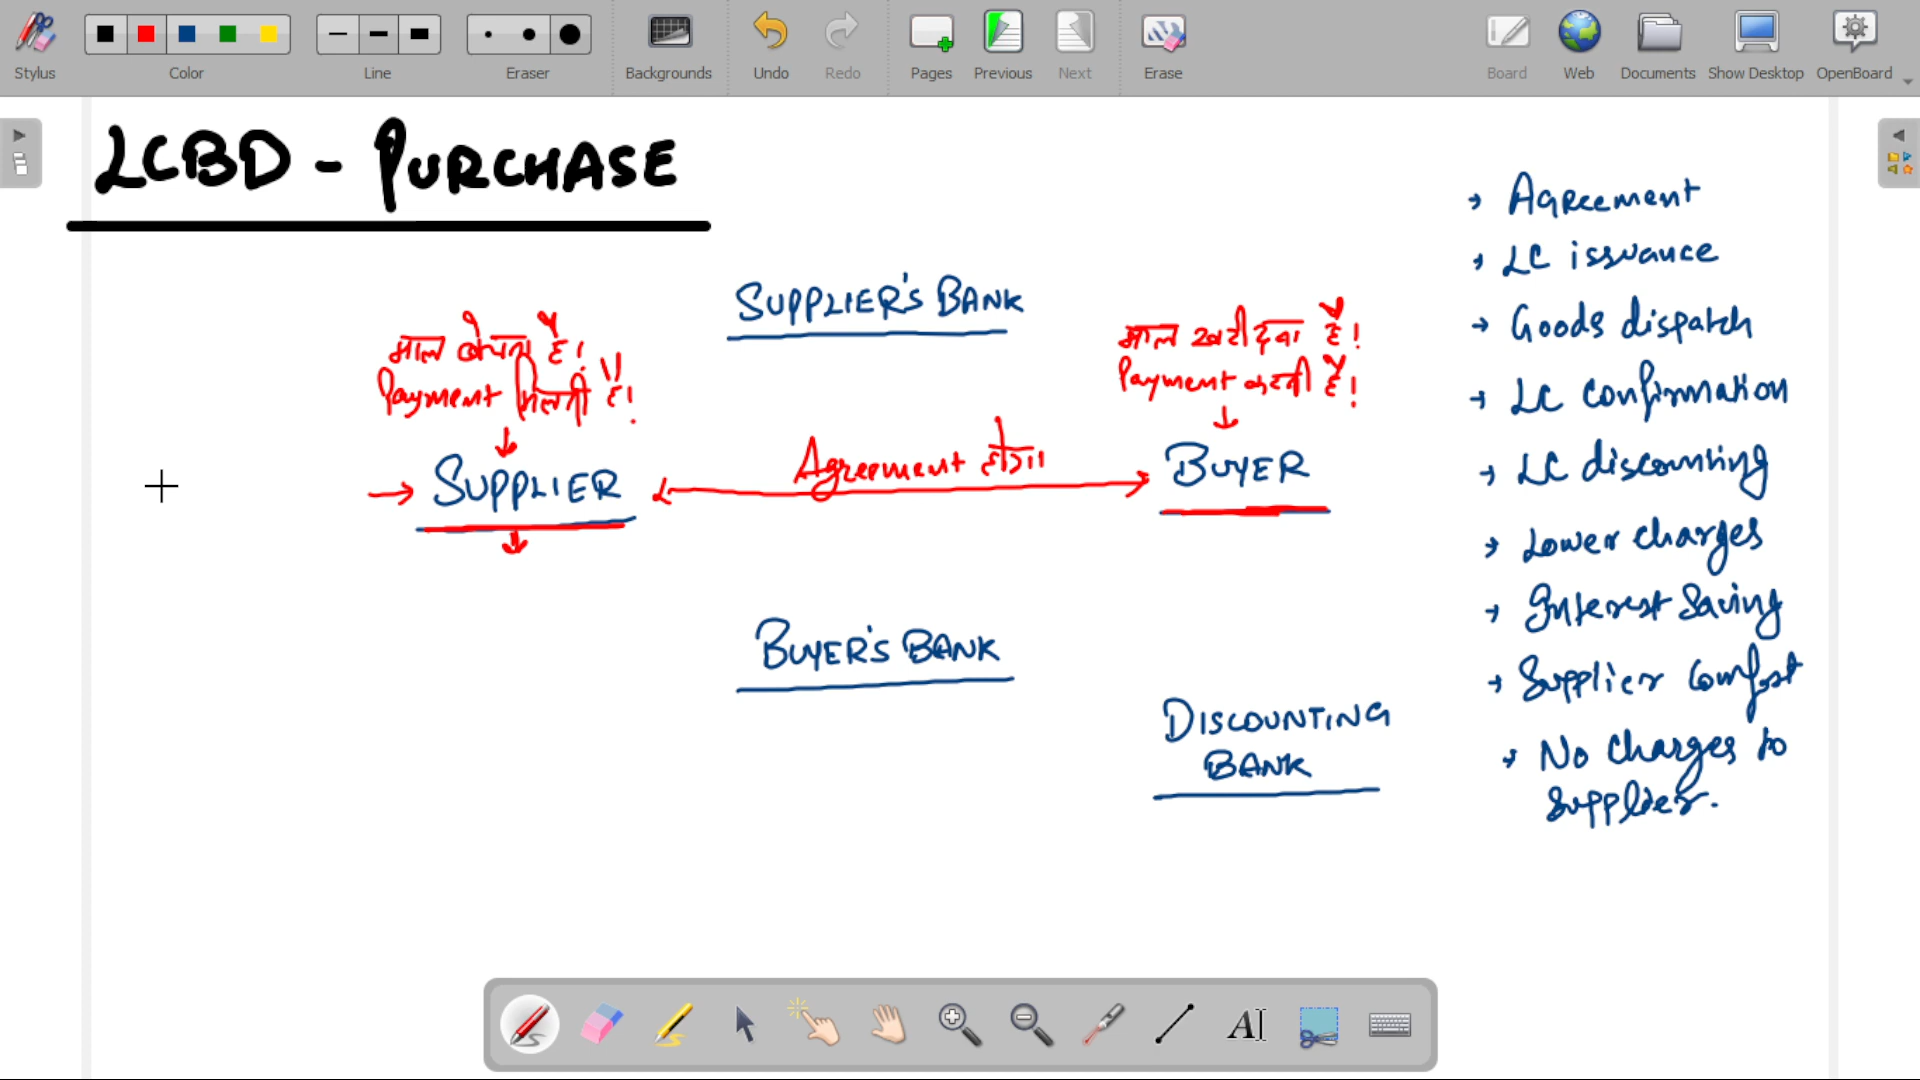 Stylus
Color
Line
Eraser
Backgrounds
Undo
Redo
Pages
Previous
Next
Erase
Board
Web
Documents
Show Desktop
OpenBoard
LCBD - PURCHASE
SUPPLIER'S BANK
माल बेचना है!
Payment मिलनी है!
माल खरीदना है!
Payment करनी है!
SUPPLIER
Agreement होगा
BUYER
BUYER'S BANK
DISCOUNTING
BANK
→ Agreement
→ LC issuance
→ Goods dispatch
→ LC confirmation
→ LC discounting
→ Lower charges
→ Interest Saving
→ Supplier Comfort
→ No Charges to
Supplier.
AI